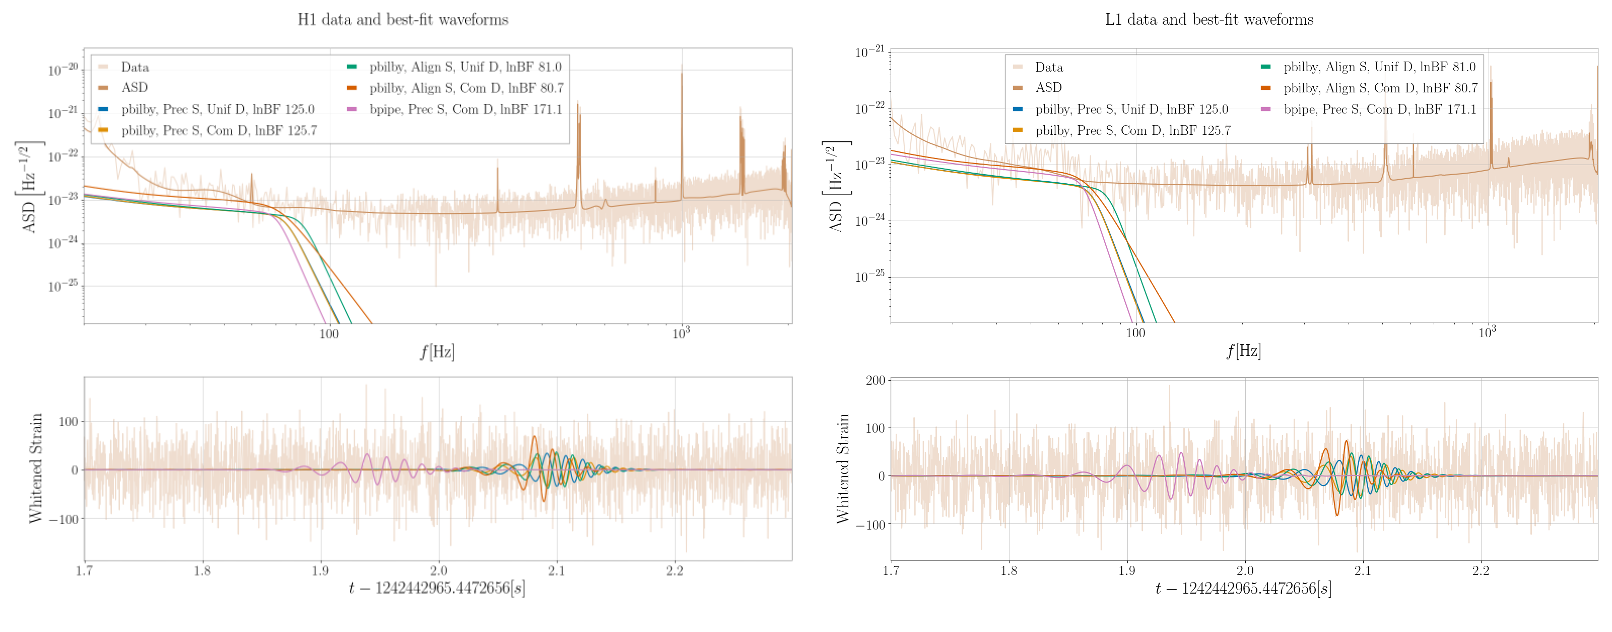 H1 data and best-fit waveforms
Data
ASD
pbilby, Prec S, Unif D, lnBF 125.0
pbilby, Prec S, Com D, lnBF 125.7
pbilby, Align S, Unif D, lnBF 81.0
pbilby, Align S, Com D, lnBF 80.7
bpipe, Prec S, Com D, lnBF 171.1
10⁻²⁰
10⁻²¹
10⁻²²
10⁻²³
10⁻²⁴
10⁻²⁵
ASD [Hz⁻¹/²]
100
10³
f[Hz]
100
0
−100
Whitened Strain
1.7
1.8
1.9
2.0
2.1
2.2
t − 1242442965.4472656[s]
L1 data and best-fit waveforms
Data
ASD
pbilby, Prec S, Unif D, lnBF 125.0
pbilby, Prec S, Com D, lnBF 125.7
pbilby, Align S, Unif D, lnBF 81.0
pbilby, Align S, Com D, lnBF 80.7
bpipe, Prec S, Com D, lnBF 171.1
10⁻²¹
10⁻²²
10⁻²³
10⁻²⁴
10⁻²⁵
ASD [Hz⁻¹/²]
100
10³
f[Hz]
200
100
0
−100
Whitened Strain
1.7
1.8
1.9
2.0
2.1
2.2
t − 1242442965.4472656[s]